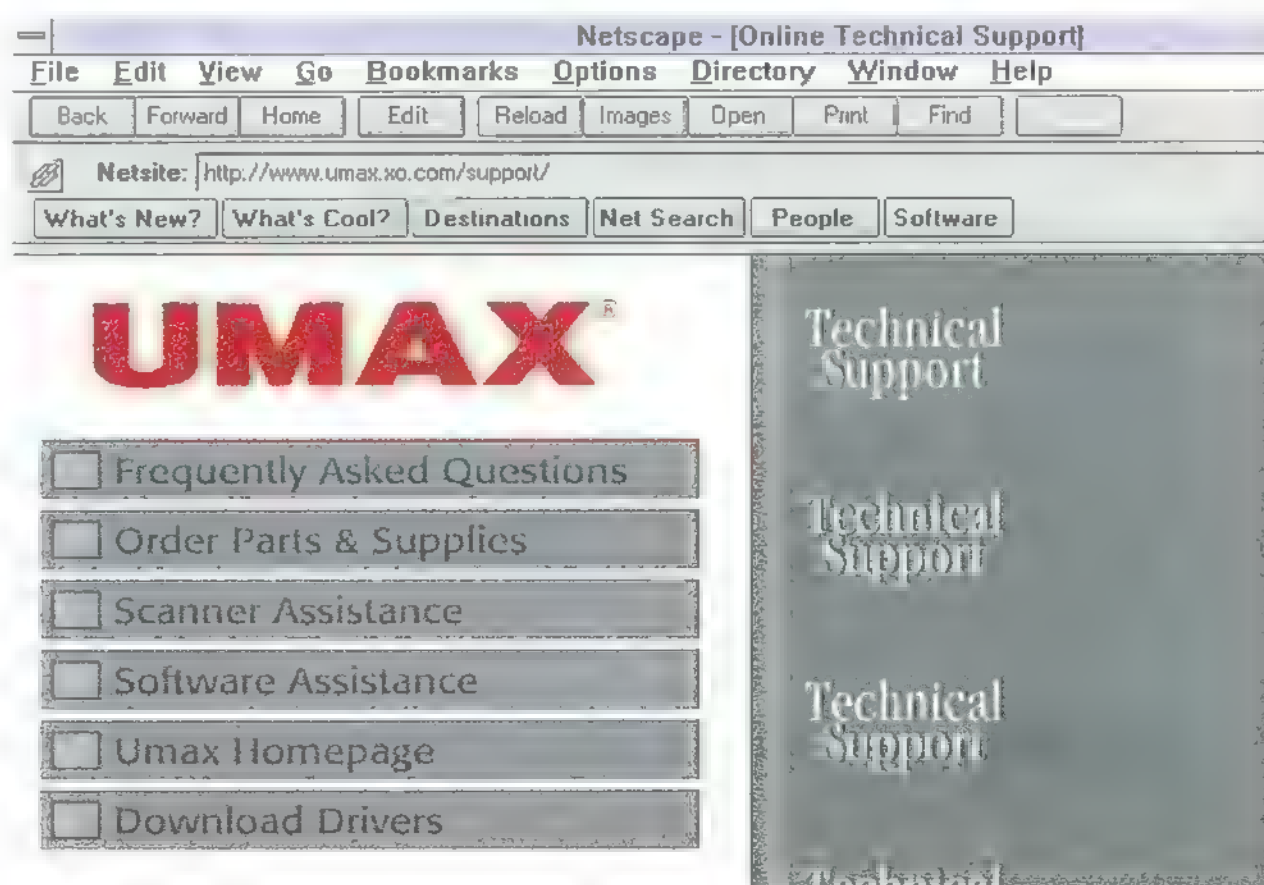 Netscape - [Online Technical Support]
File Edit View Go Bookmarks Options Directory Window Help
Back Forward Home Edit Reload Images Open Print Find
Netsite: http://www.umax.xo.com/support/
What's New? What's Cool? Destinations Net Search People Software
UMAX®
Frequently Asked Questions
Order Parts & Supplies
Scanner Assistance
Software Assistance
Umax Homepage
Download Drivers
Technical
Support
Technical
Support
Technical
Support
Technical